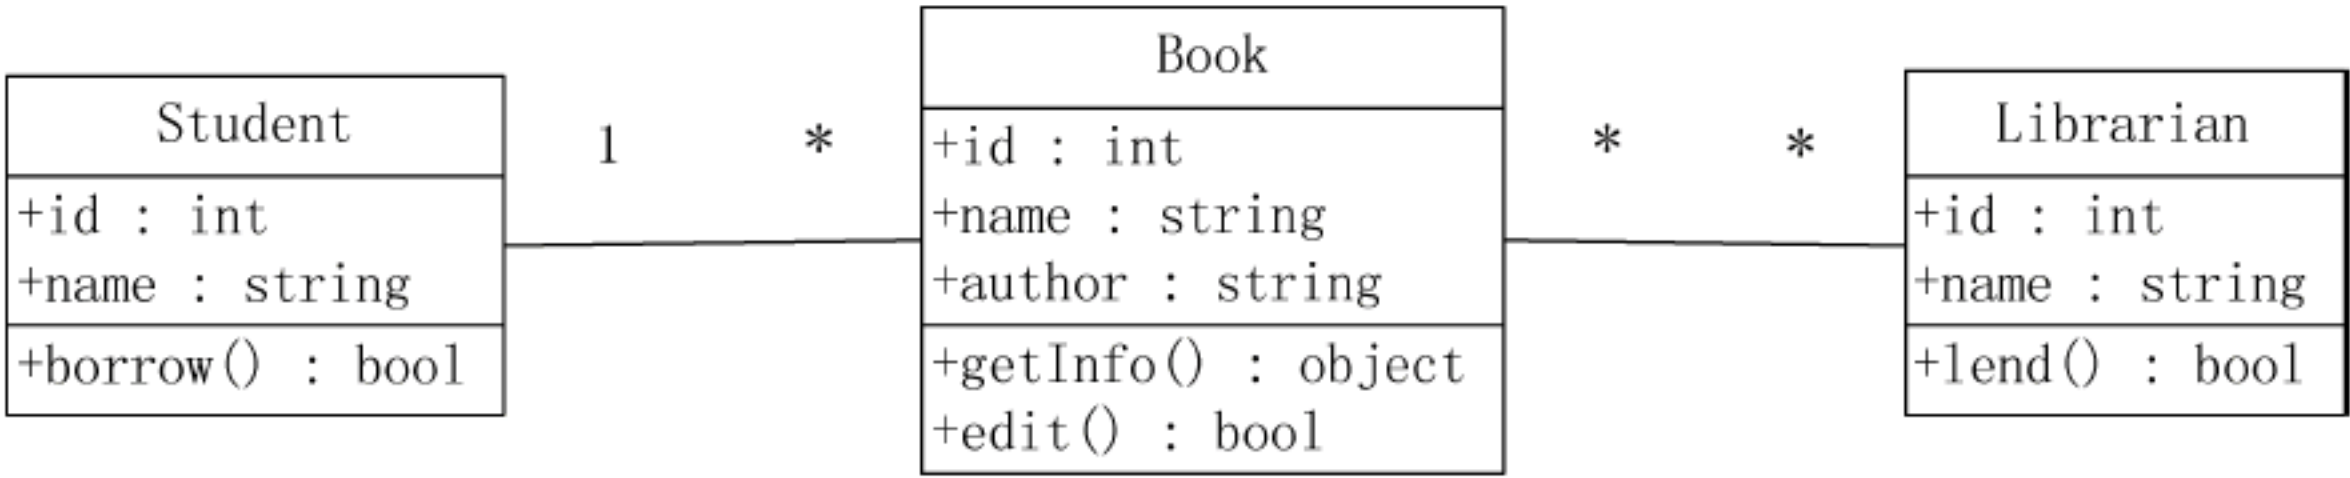 Student
+id : int
+name : string
+borrow() : bool
1
*
Book
+id : int
+name : string
+author : string
+getInfo() : object
+edit() : bool
*
*
Librarian
+id : int
+name : string
+lend() : bool